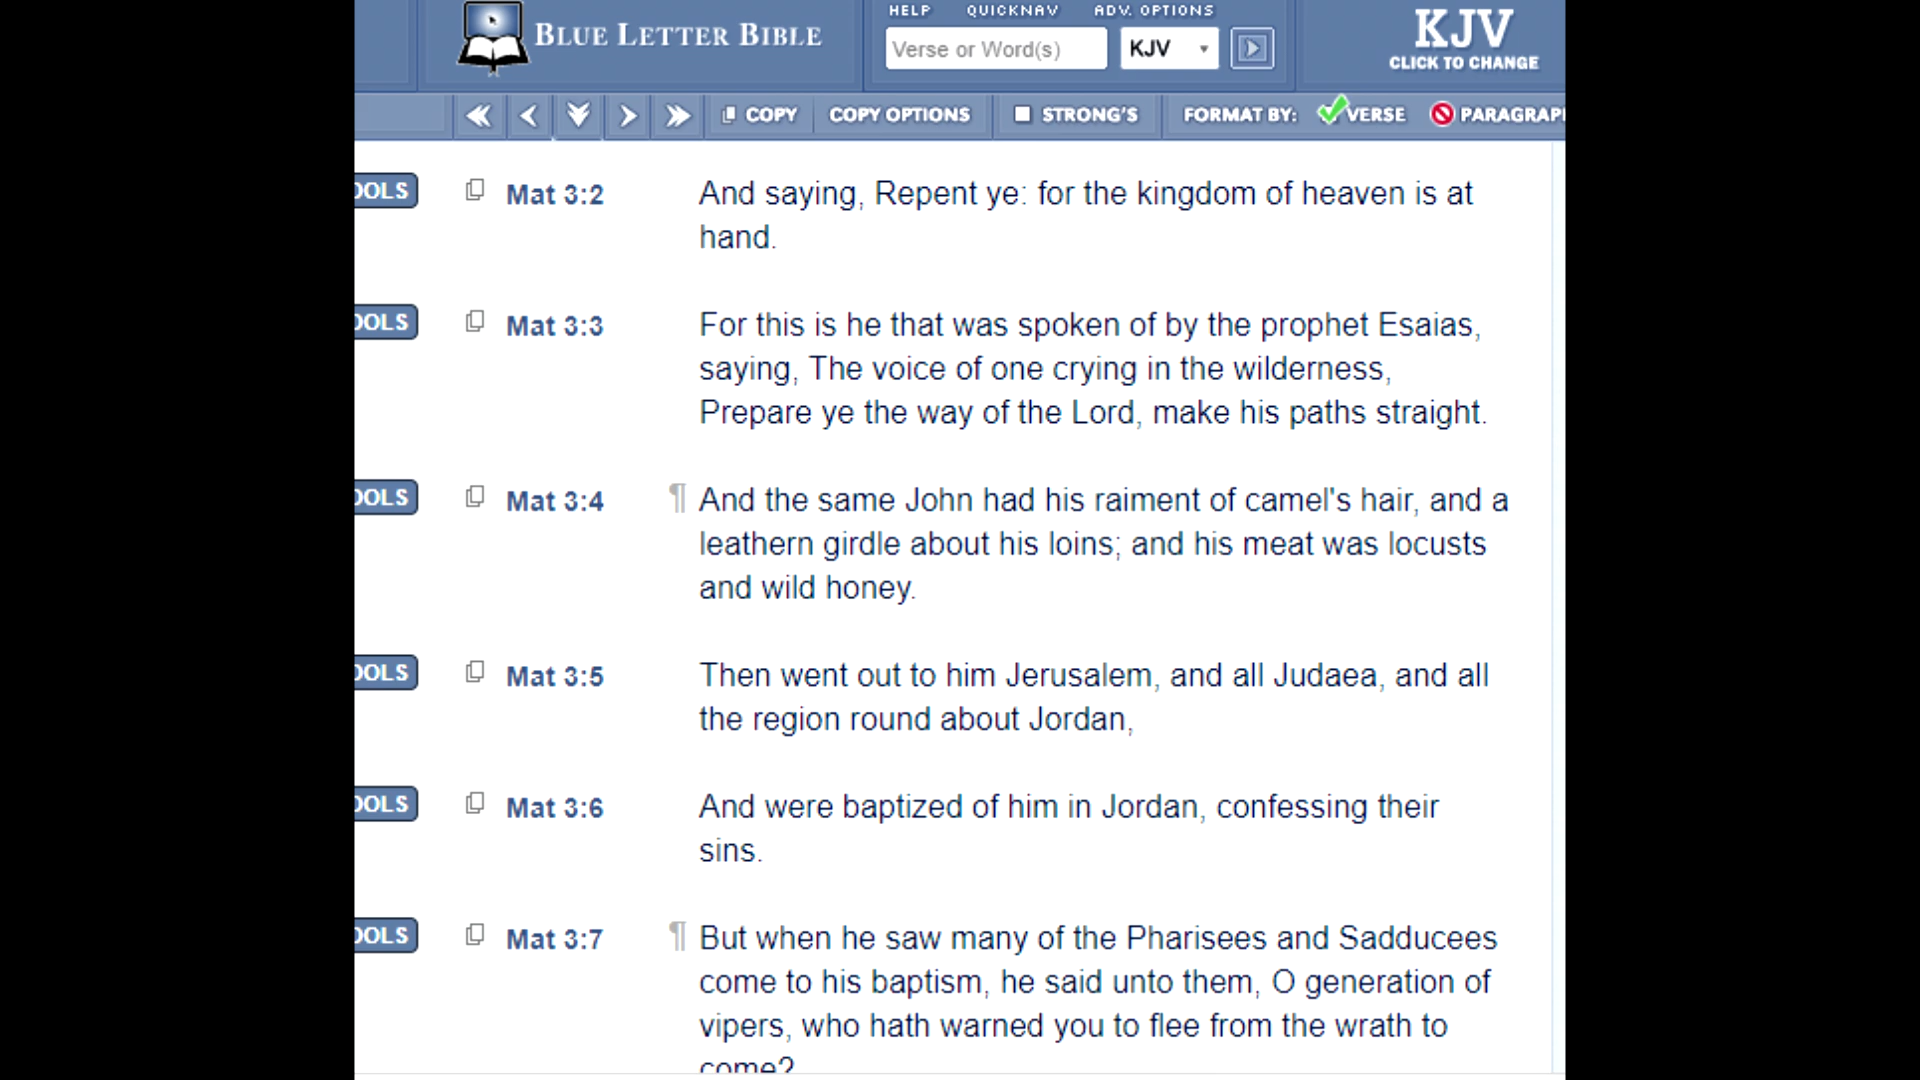 HELP QUICKNAV ADV. OPTIONS
BLUE LETTER BIBLE
Verse or Word(s) KJV
KJV
CLICK TO CHANGE
COPY COPY OPTIONS STRONG'S FORMAT BY: VERSE PARAGRAP
OOLS Mat 3:2 And saying, Repent ye: for the kingdom of heaven is at
hand.
OOLS Mat 3:3 For this is he that was spoken of by the prophet Esaias,
saying, The voice of one crying in the wilderness,
Prepare ye the way of the Lord, make his paths straight.
OOLS Mat 3:4 ¶ And the same John had his raiment of camel's hair, and a
leathern girdle about his loins; and his meat was locusts
and wild honey.
OOLS Mat 3:5 Then went out to him Jerusalem, and all Judaea, and all
the region round about Jordan,
OOLS Mat 3:6 And were baptized of him in Jordan, confessing their
sins.
OOLS Mat 3:7 ¶ But when he saw many of the Pharisees and Sadducees
come to his baptism, he said unto them, O generation of
vipers, who hath warned you to flee from the wrath to
come?